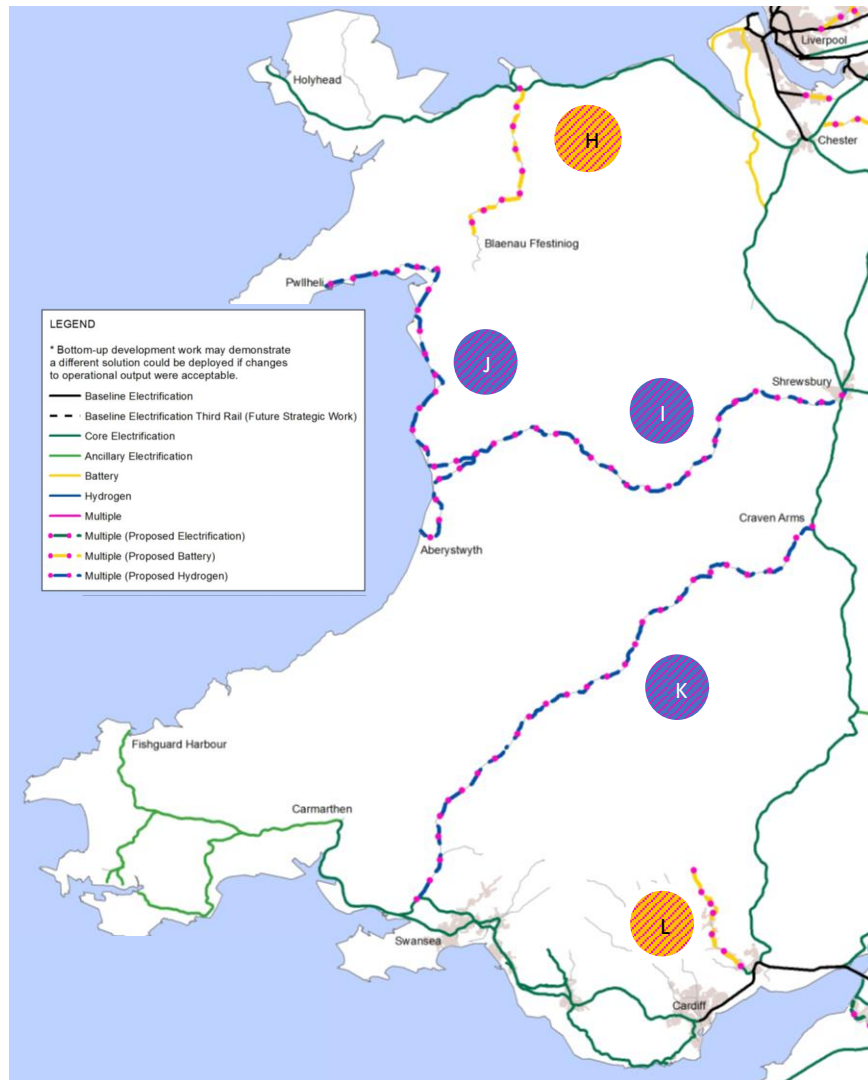 Liverpool
Holyhead
H
Chester
Blaenau Ffestiniog
Pwllheli
LEGEND
* Bottom-up development work may demonstrate
a different solution could be deployed if changes
to operational output were acceptable.
Baseline Electrification
Baseline Electrification Third Rail (Future Strategic Work)
Core Electrification
Ancillary Electrification
Battery
Hydrogen
Multiple
Multiple (Proposed Electrification)
Multiple (Proposed Battery)
Multiple (Proposed Hydrogen)
J
Shrewsbury
I
Craven Arms
Aberystwyth
K
Fishguard Harbour
Carmarthen
L
Swansea
Cardiff